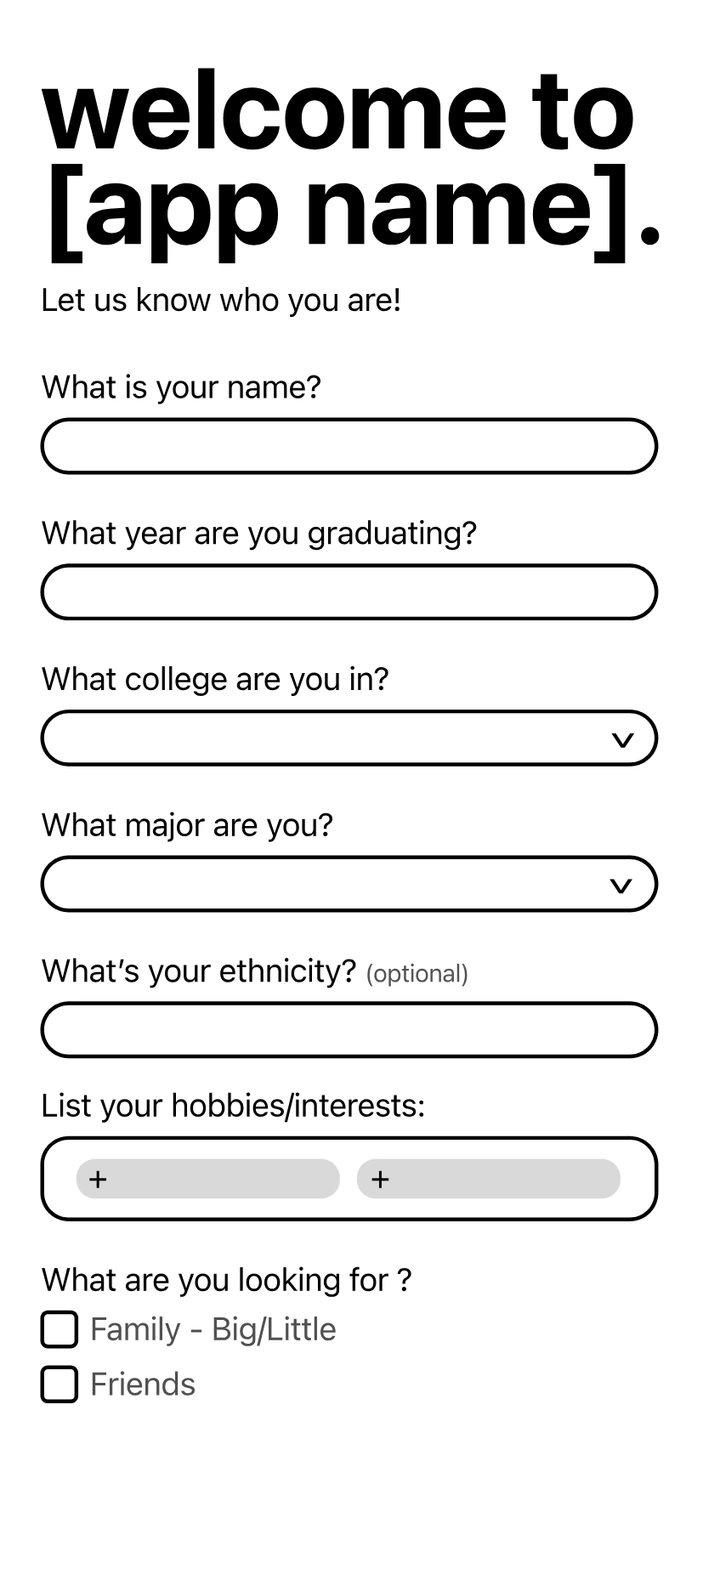 welcome to
[app name].
Let us know who you are!
What is your name?
What year are you graduating?
What college are you in?
What major are you?
What’s your ethnicity? (optional)
List your hobbies/interests:
+ +
What are you looking for ?
Family - Big/Little
Friends